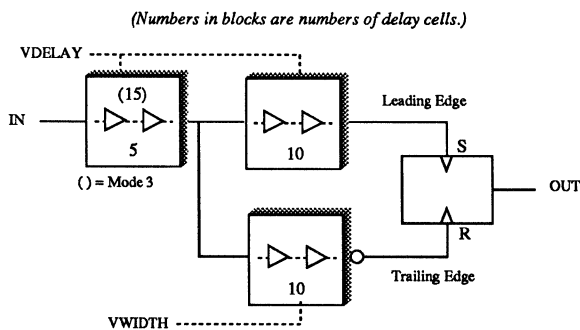 (Numbers in blocks are numbers of delay cells.)
VDELAY
(15)
Leading Edge
IN
5
10
S
() = Mode 3
OUT
R
Trailing Edge
10
VWIDTH